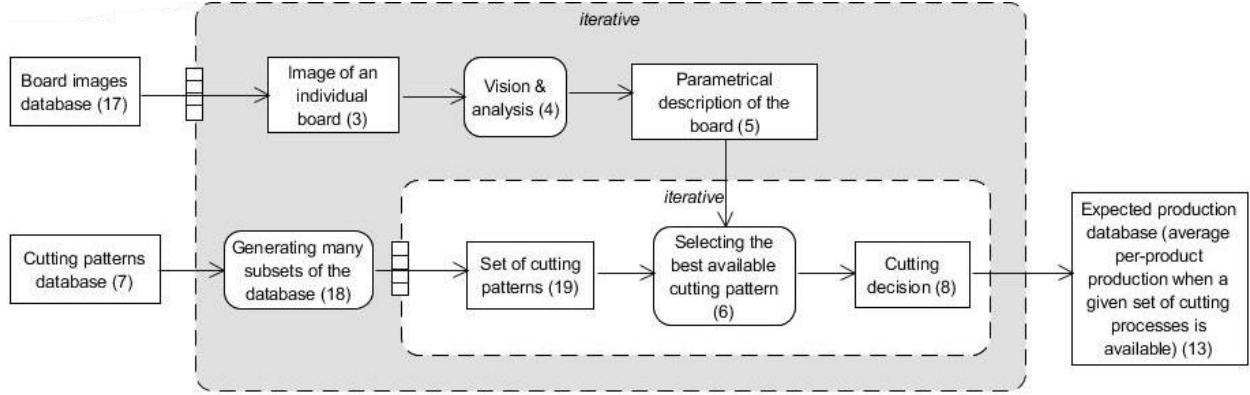 iterative
Board images
database (17)
Image of an
individual
board (3)
Vision &
analysis (4)
Parametrical
description of the
board (5)
iterative
Cutting patterns
database (7)
Generating many
subsets of the
database (18)
Set of cutting
patterns (19)
Selecting the
best available
cutting pattern
(6)
Cutting
decision (8)
Expected production
database (average
per-product
production when a
given set of cutting
processes is
available) (13)